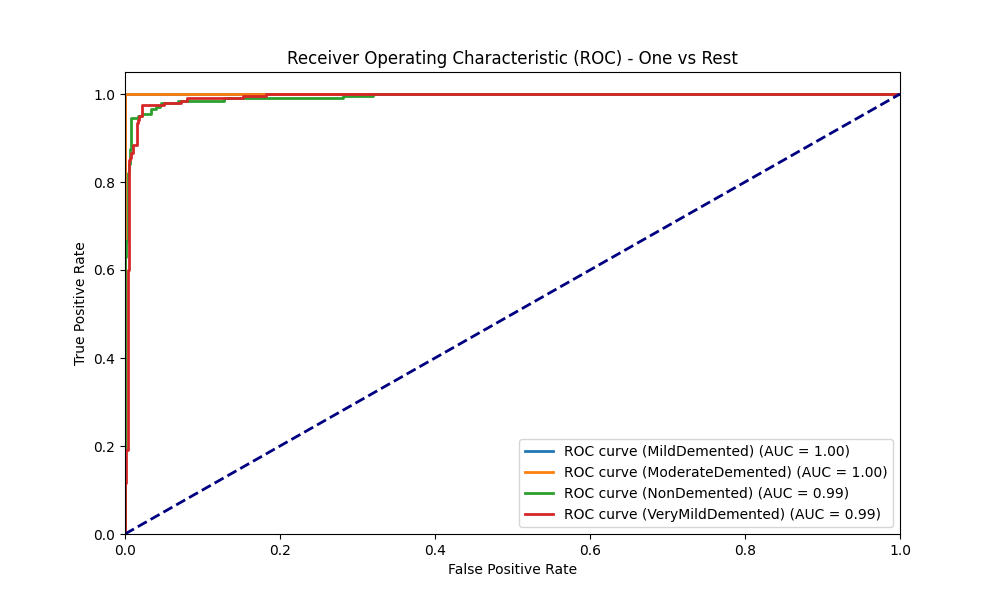 Receiver Operating Characteristic (ROC) - One vs Rest
1.0
0.8
0.6
0.4
0.2
0.0
True Positive Rate
ROC curve (MildDemented) (AUC = 1.00)
ROC curve (ModerateDemented) (AUC = 1.00)
ROC curve (NonDemented) (AUC = 0.99)
ROC curve (VeryMildDemented) (AUC = 0.99)
0.0 0.2 0.4 0.6 0.8 1.0
False Positive Rate